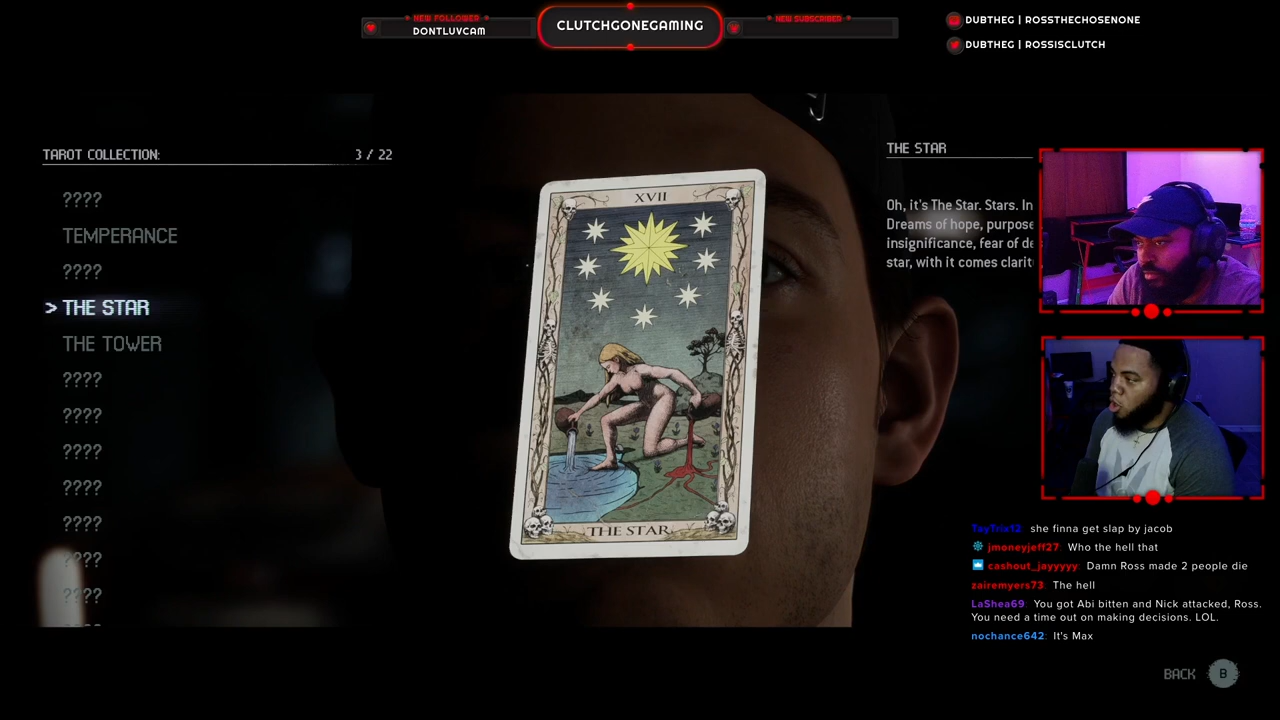 NEW FOLLOWER
DONTLUVCAM
CLUTCHGONEGAMING
NEW SUBSCRIBER
DUBTHEG | ROSSTHECHOSENONE
DUBTHEG | ROSSISCLUTCH
TAROT COLLECTION: 3 / 22
????
TEMPERANCE
????
> THE STAR
THE TOWER
????
????
????
????
????
????
????
XVII
THE STAR
THE STAR
Oh, it's The Star. Stars. In
Dreams of hope, purpose
insignificance, fear of de
star, with it comes clarit
TayTrix12: she finna get slap by jacob
jmoneyjeff27: Who the hell that
cashout_jayyyyy: Damn Ross made 2 people die
zairemyers73: The hell
LaShea69: You got Abi bitten and Nick attacked, Ross.
You need a time out on making decisions. LOL.
nochance642: It's Max
BACK B